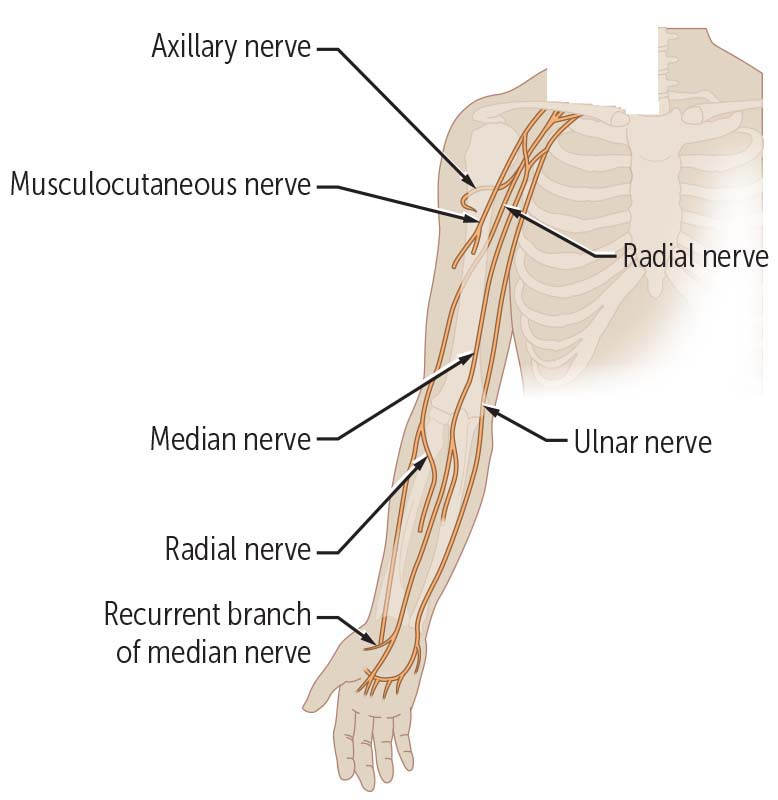 Axillary nerve
Musculocutaneous nerve
Radial nerve
Median nerve
Ulnar nerve
Radial nerve
Recurrent branch
of median nerve